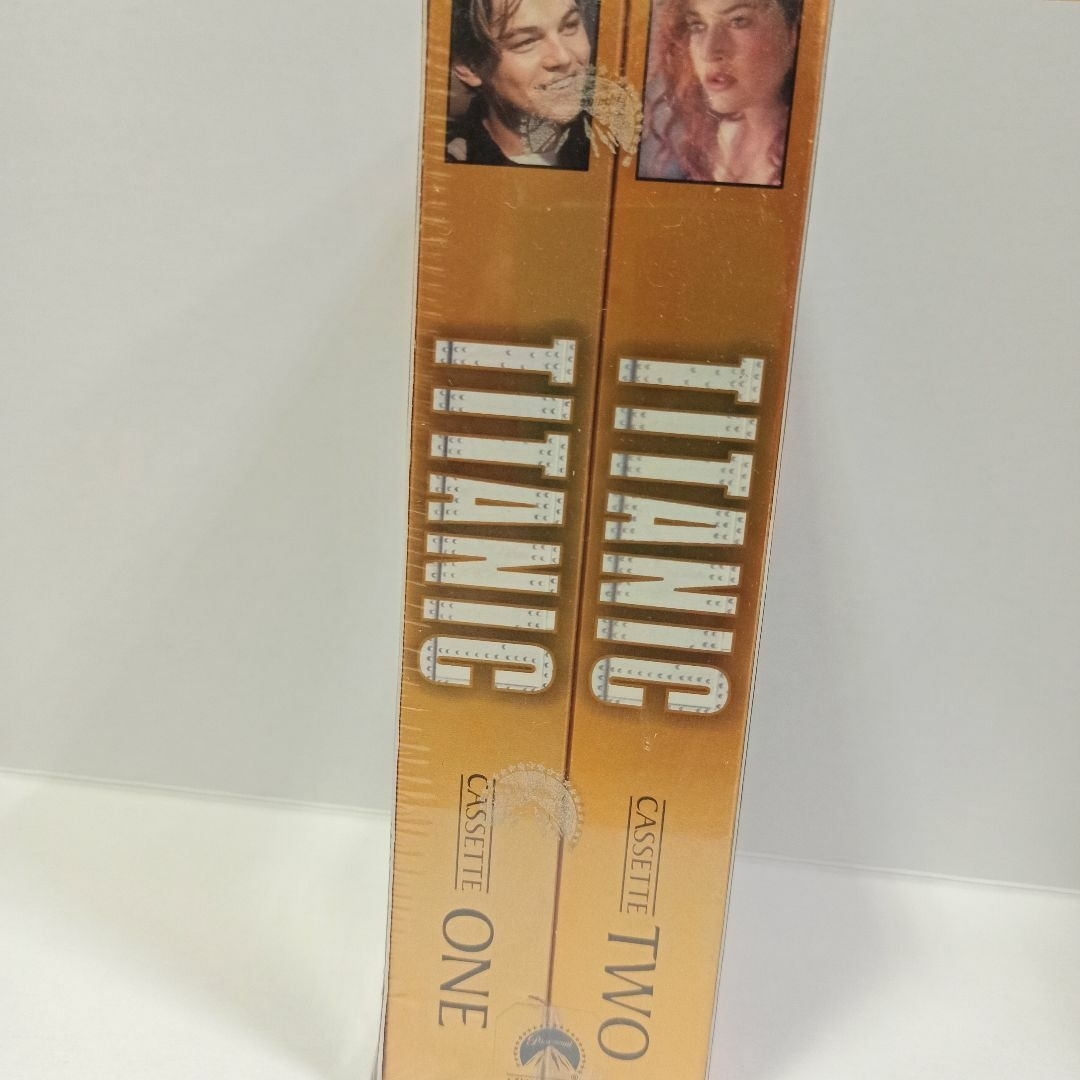 TITANIC
CASSETTE ONE
TITANIC
CASSETTE TWO
Paramount
®